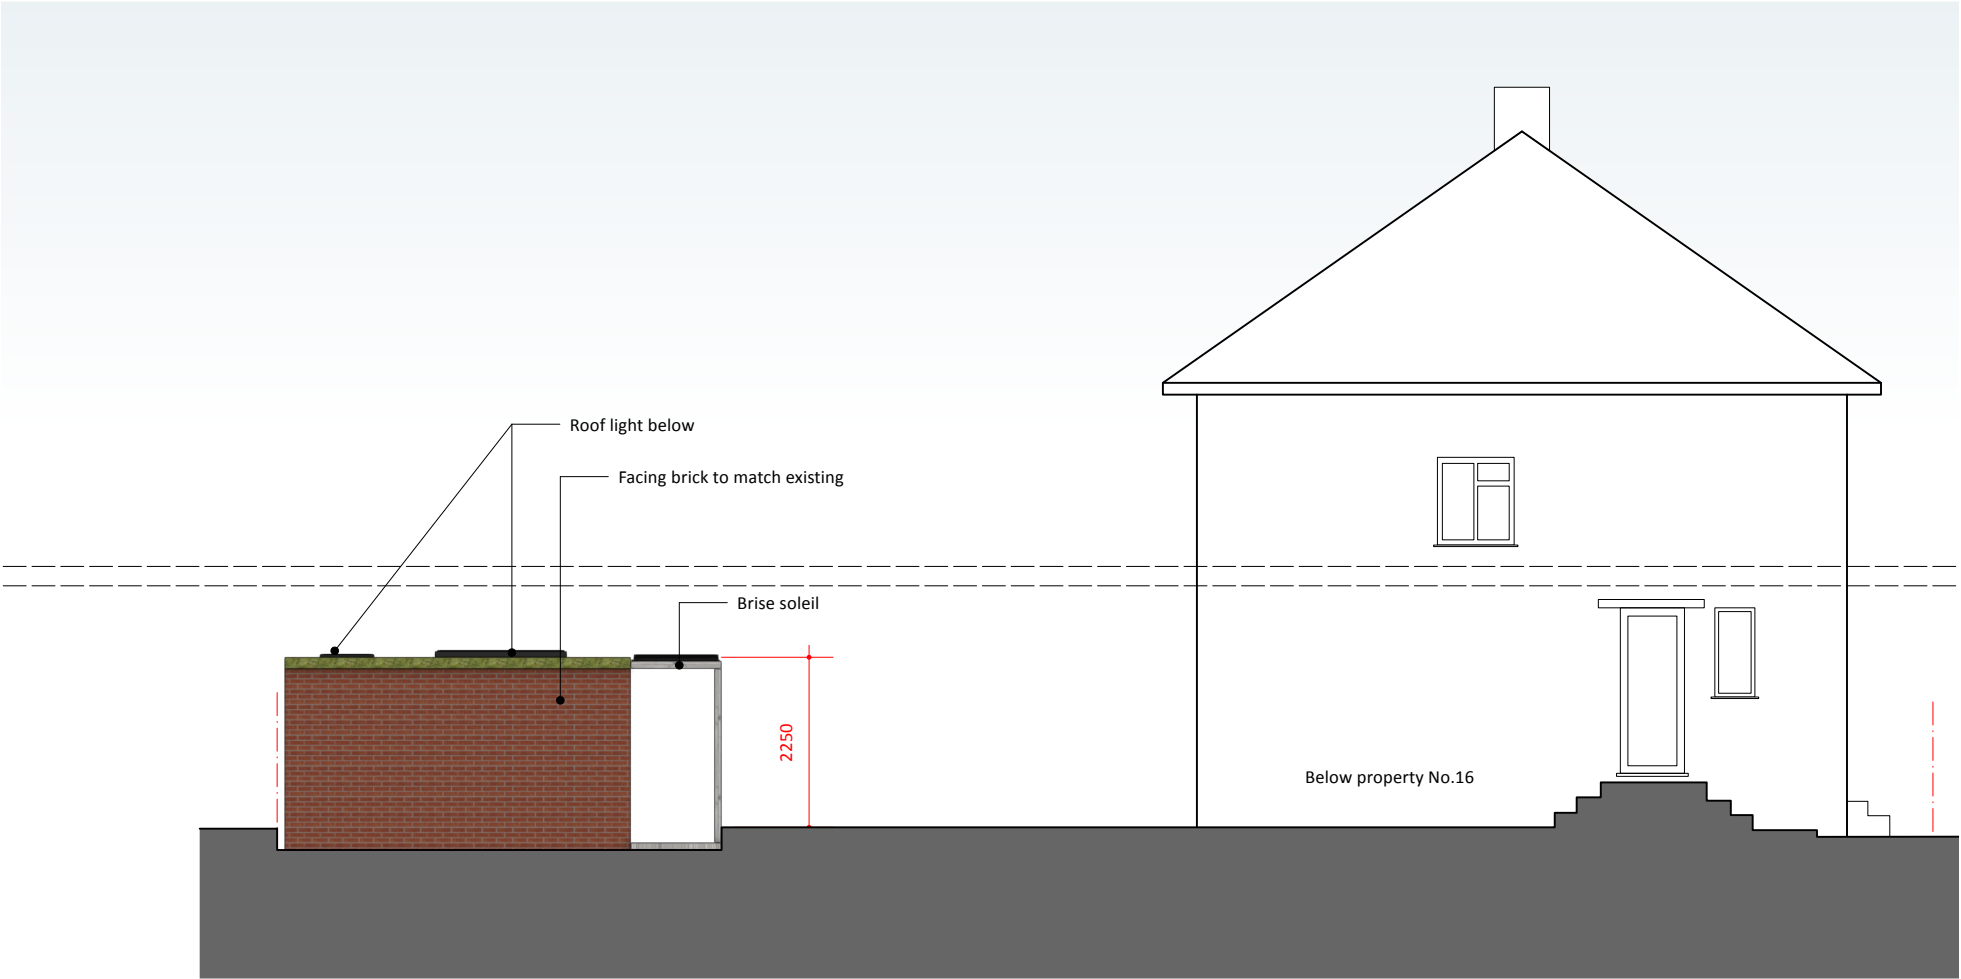 Roof light below
Facing brick to match existing
Brise soleil
2250
Below property No.16